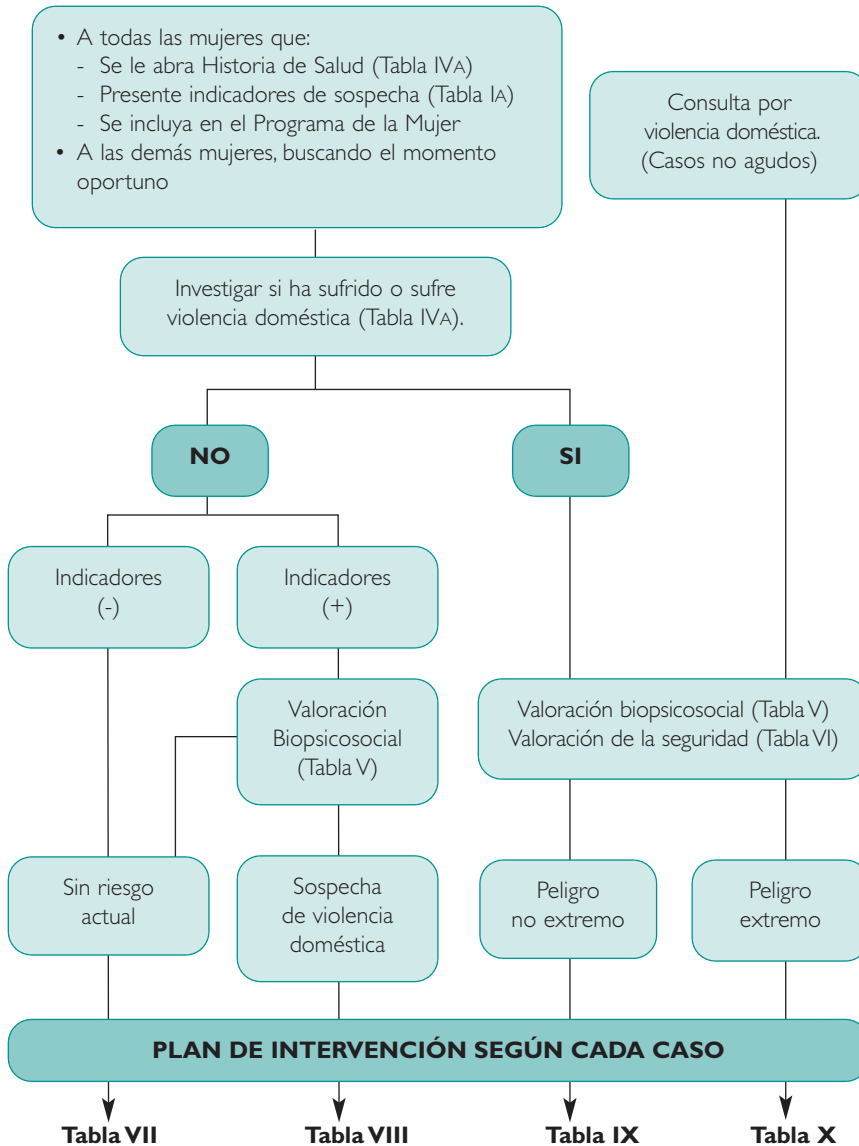 • A todas las mujeres que:
- Se le abra Historia de Salud (Tabla IVA)
- Presente indicadores de sospecha (Tabla IA)
- Se incluya en el Programa de la Mujer
• A las demás mujeres, buscando el momento
oportuno
Consulta por
violencia doméstica.
(Casos no agudos)
Investigar si ha sufrido o sufre
violencia doméstica (Tabla IVA).
NO
SI
Indicadores
(-)
Indicadores
(+)
Valoración
Biopsicosocial
(Tabla V)
Valoración biopsicosocial (Tabla V)
Valoración de la seguridad (Tabla VI)
Sin riesgo
actual
Sospecha
de violencia
doméstica
Peligro
no extremo
Peligro
extremo
PLAN DE INTERVENCIÓN SEGÚN CADA CASO
Tabla VII
Tabla VIII
Tabla IX
Tabla X